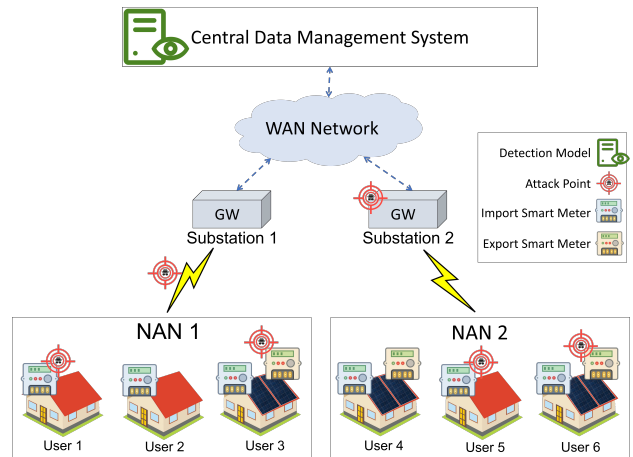 Central Data Management System
WAN Network
Detection Model
Attack Point
Import Smart Meter
Export Smart Meter
GW
Substation 1
GW
Substation 2
NAN 1
User 1
User 2
User 3
NAN 2
User 4
User 5
User 6